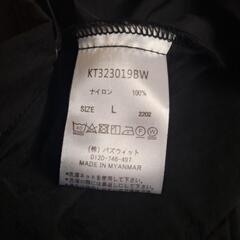 KT323019BW
ナイロン 100%
SIZE L 2202
(株) バズウィット
0120-746-497
MADE IN MYANMAR